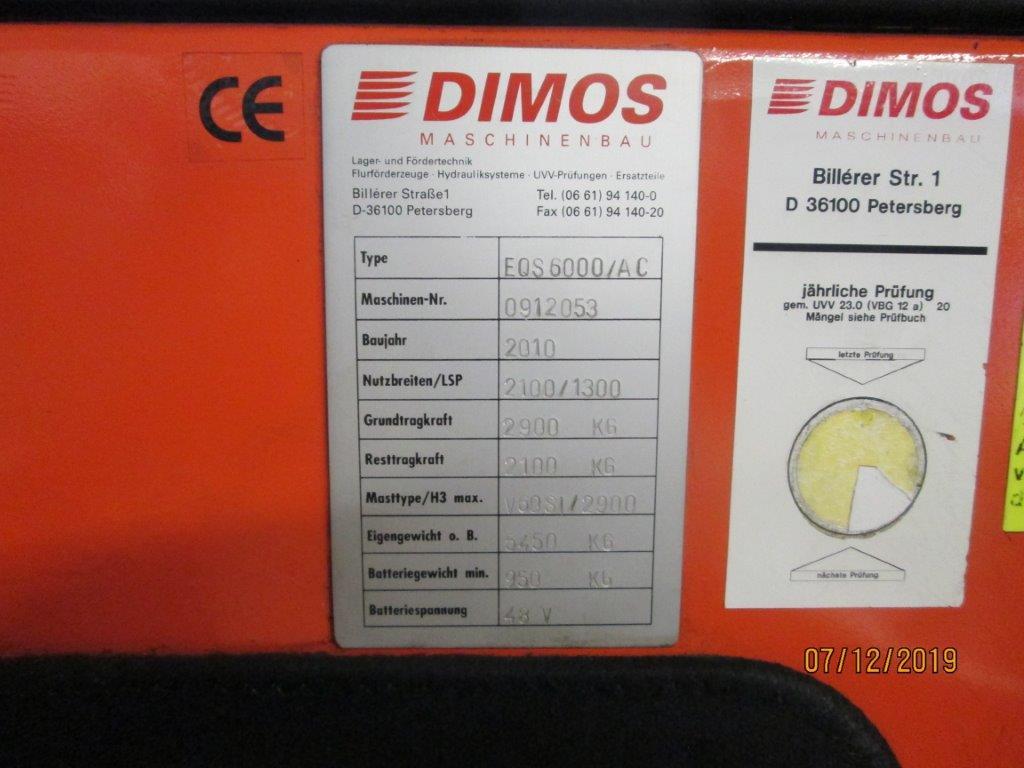 CE
DIMOS
MASCHINENBAU
Lager- und Fördertechnik
Flurförderzeuge · Hydrauliksysteme · UVV-Prüfungen · Ersatzteile
Billérer Straße1 Tel. (06 61) 94 140-0
D-36100 Petersberg Fax (06 61) 94 140-20
Type EQS6000/AC
Maschinen-Nr. 0912053
Baujahr 2010
Nutzbreiten/LSP 2100/1300
Grundtragkraft 2900 KG
Resttragkraft 2100 KG
Masttype/H3 max. /2900
Eigengewicht o. B. 5450 KG
Batteriegewicht min. 950 KG
Batteriespannung 48 V
DIMOS
MASCHINENBAU
Billérer Str. 1
D 36100 Petersberg
jährliche Prüfung
gem. UVV 23.0 (VBG 12 a) 20
Mängel siehe Prüfbuch
letzte Prüfung
nächste Prüfung
07/12/2019